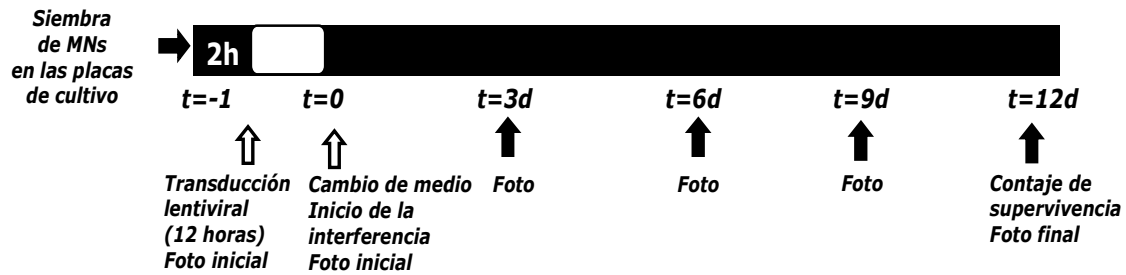 Siembra
de MNs
en las placas
de cultivo
2h
t=-1 t=0 t=3d t=6d t=9d t=12d
Transducción
lentiviral
(12 horas)
Foto inicial
Cambio de medio
Inicio de la
interferencia
Foto inicial
Foto
Foto
Foto
Contaje de
supervivencia
Foto final